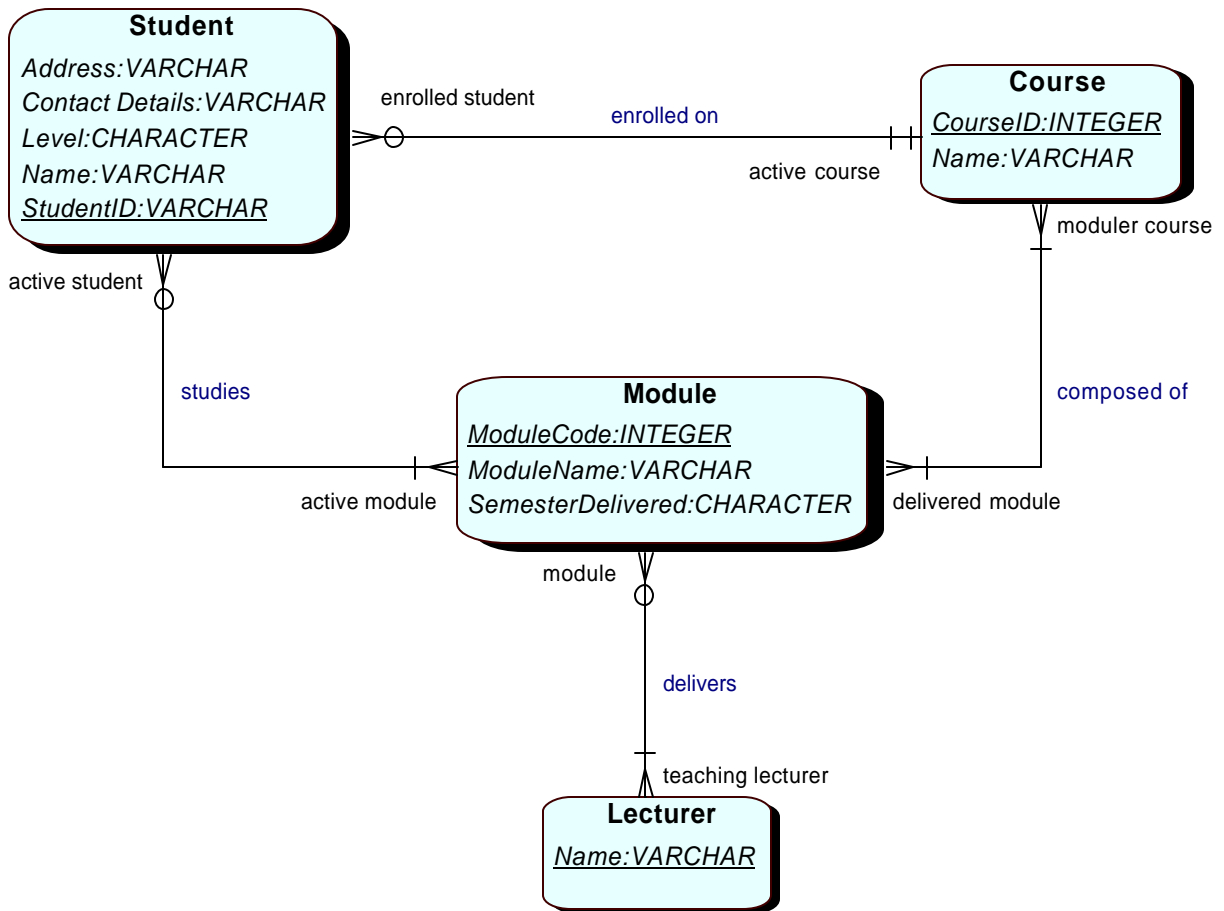 Student
Address:VARCHAR
Contact Details:VARCHAR
Level:CHARACTER
Name:VARCHAR
StudentID:VARCHAR
enrolled student
enrolled on
active course
Course
CourseID:INTEGER
Name:VARCHAR
moduler course
active student
studies
composed of
Module
ModuleCode:INTEGER
ModuleName:VARCHAR
SemesterDelivered:CHARACTER
active module
delivered module
module
delivers
teaching lecturer
Lecturer
Name:VARCHAR